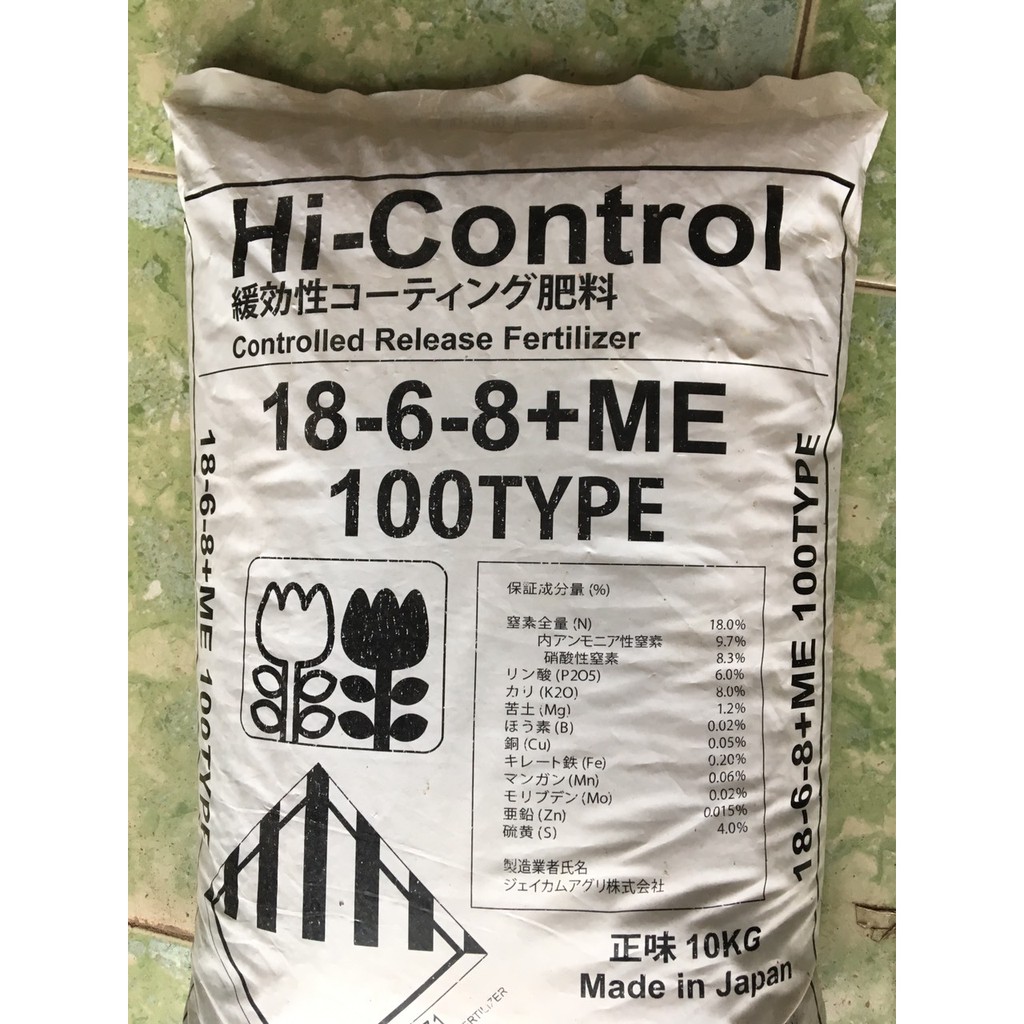 Hi-Control
緩効性コーティング肥料
Controlled Release Fertilizer
18-6-8+ME
100TYPE
18-6-8+ME 100TYPE
18-6-8+ME 100TYPE
保証成分量 (%)
窒素全量 (N) 18.0%
内アンモニア性窒素 9.7%
硝酸性窒素 8.3%
リン酸 (P2O5) 6.0%
カリ (K2O) 8.0%
苦土 (Mg) 1.2%
ほう素 (B) 0.02%
銅 (Cu) 0.05%
キレート鉄 (Fe) 0.20%
マンガン (Mn) 0.06%
モリブデン (Mo) 0.02%
亜鉛 (Zn) 0.015%
硫黄 (S) 4.0%
製造業者氏名
ジェイカムアグリ株式会社
正味 10KG
Made in Japan